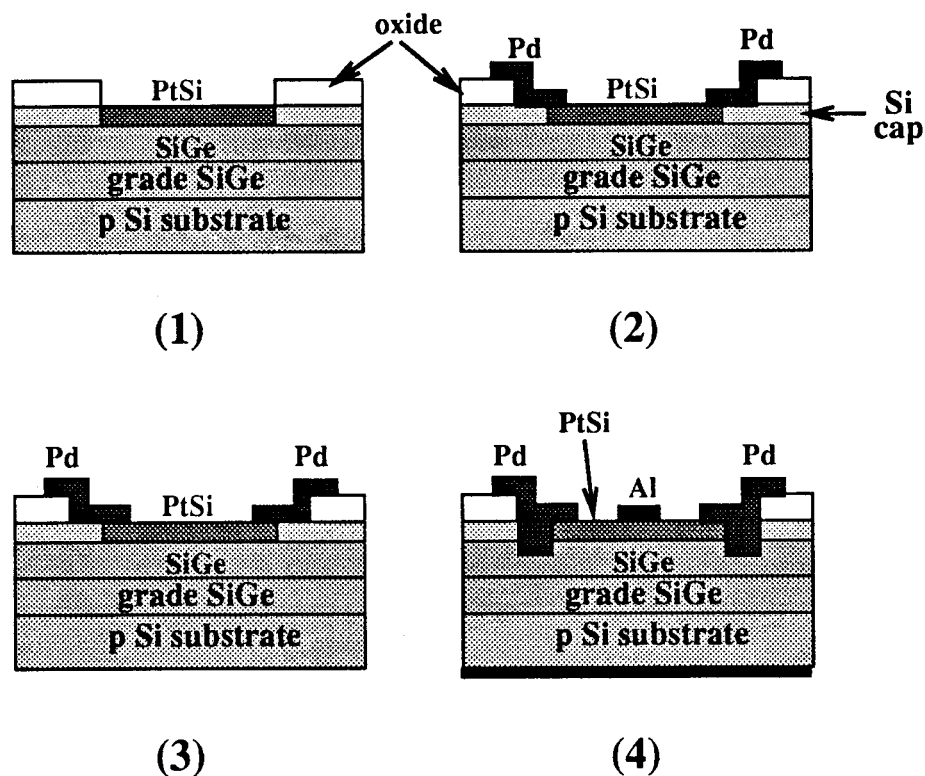 oxide
PtSi
SiGe
grade SiGe
p Si substrate
(1)
Pd
Pd
PtSi
Si
cap
SiGe
grade SiGe
p Si substrate
(2)
Pd
Pd
PtSi
SiGe
grade SiGe
p Si substrate
(3)
PtSi
Pd
Al
Pd
SiGe
grade SiGe
p Si substrate
(4)